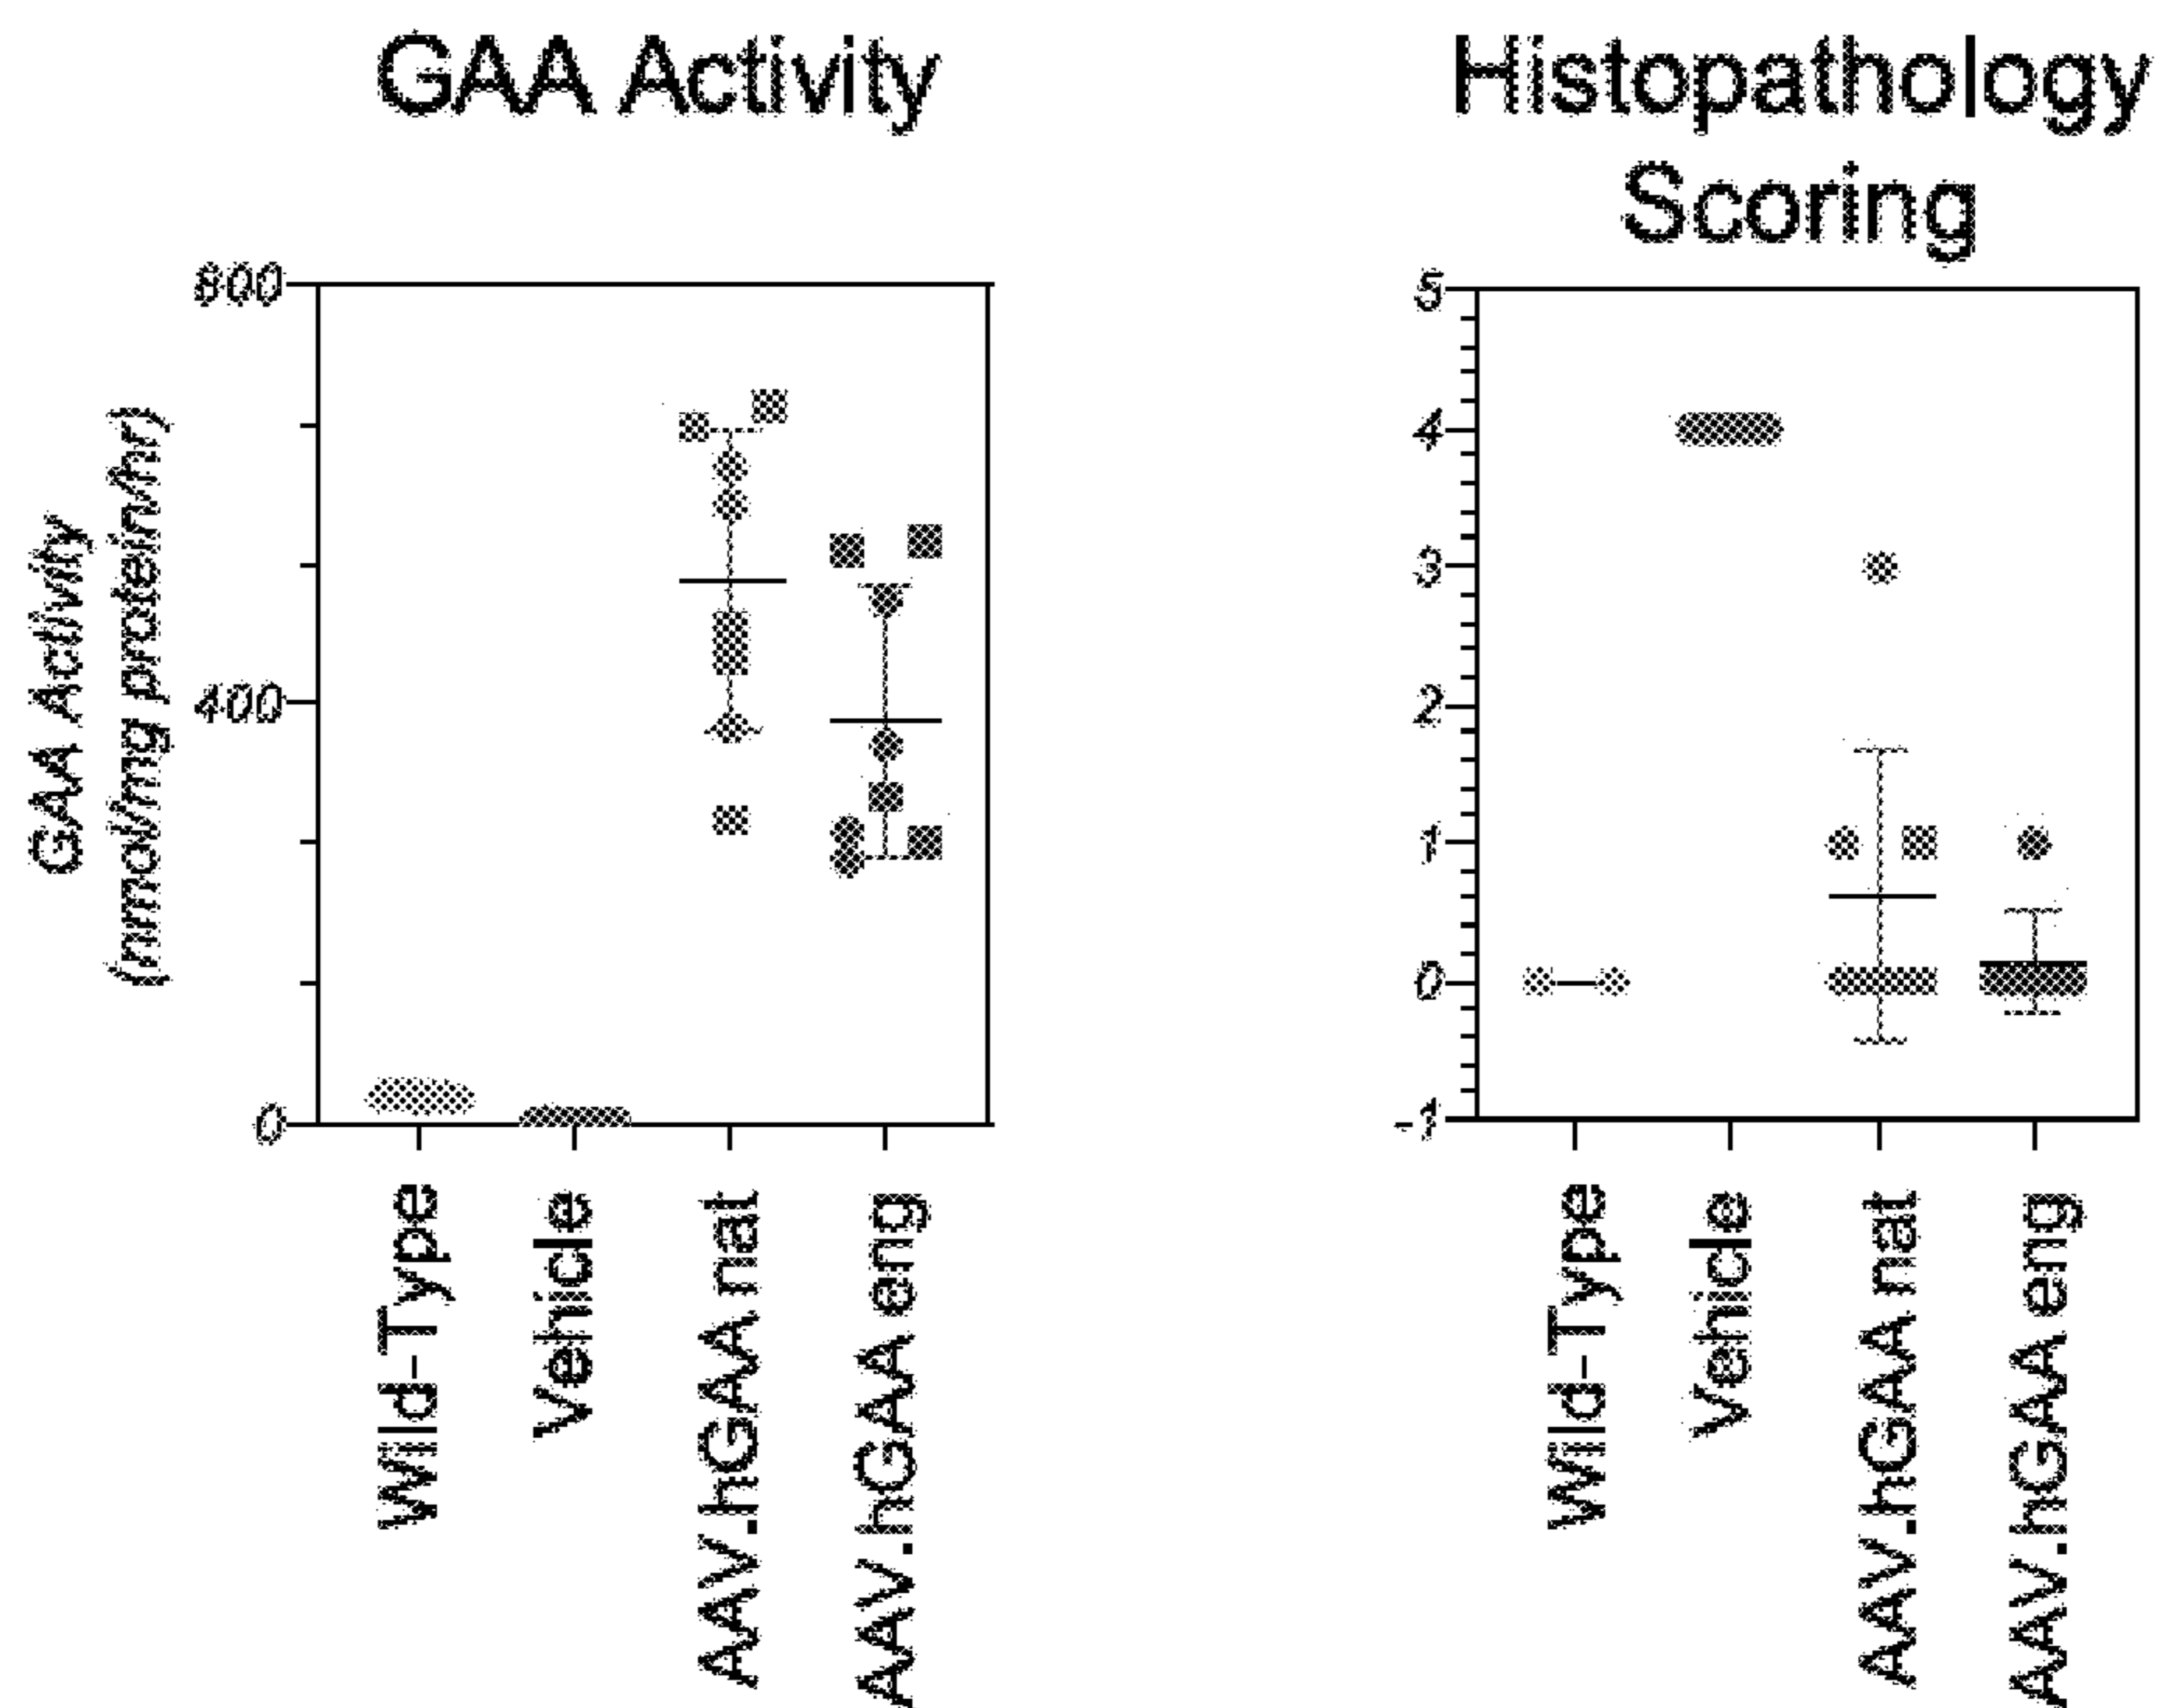 GAA Activity
GAA Activity
(nmol/mg protein/hr)
800
400
0
Wild-Type
Vehicle
AAV.hGAA nat
AAV.hGAA eng
Histopathology
Scoring
5
4
3
2
1
0
-1
Wild-Type
Vehicle
AAV.hGAA nat
AAV.hGAA eng